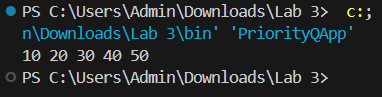 PS C:\Users\Admin\Downloads\Lab 3>  c:;
n\Downloads\Lab 3\bin' 'PriorityQApp'
10 20 30 40 50
PS C:\Users\Admin\Downloads\Lab 3>